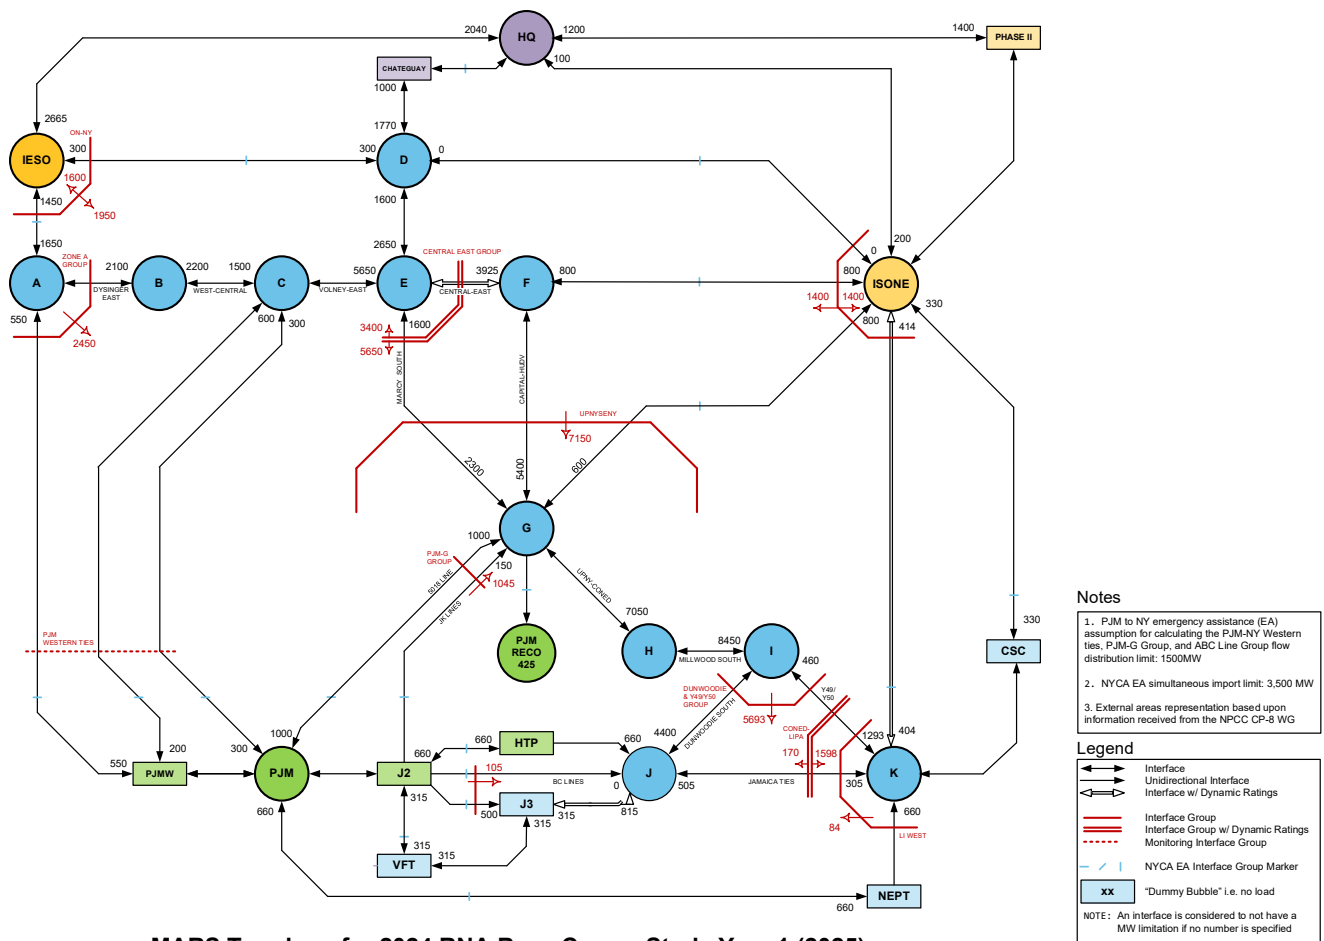 2040
HQ
1200
1400
PHASE II
100
CHATEGUAY
1000
2665
ON-NY
1770
IESO
300
300
D
0
1600
1450
1950
1600
1650
ZONE A
GROUP
2650
CENTRAL EAST GROUP
0
200
A
2100
DYSINGER
EAST
B
2200
WEST-CENTRAL
1500
C
VOLNEY-EAST
5650
E
3925
CENTRAL-EAST
F
800
800
ISONE
1400
1400
330
550
2450
600
300
3400
1600
5650
800
414
MARCY SOUTH
CAPITAL-HUDV
UPNYSENY
7150
2300
5400
600
G
1000
150
PJM-G
GROUP
1045
5018 LINE
JK LINES
UPNY-CONED
PJM
RECO
425
7050
H
8450
MILLWOOD SOUTH
I
460
330
CSC
PJM
WESTERN TIES
DUNWOODIE
& Y49/Y50
GROUP
DUNWOODIE SOUTH
5693
Y49/
Y50
CONED-
LIPA
170
1598
1293
404
550
PJMW
200
300
1000
PJM
660
J2
660
660
HTP
660
4400
105
BC LINES
J
0
505
JAMAICA TIES
305
K
660
315
500
J3
315
315
815
84
LI WEST
315
VFT
315
660
NEPT
Notes
1. PJM to NY emergency assistance (EA)
assumption for calculating the PJM-NY Western
ties, PJM-G Group, and ABC Line Group flow
distribution limit: 1500MW
2. NYCA EA simultaneous import limit: 3,500 MW
3. External areas representation based upon
information received from the NPCC CP-8 WG
Legend
Interface
Unidirectional Interface
Interface w/ Dynamic Ratings
Interface Group
Interface Group w/ Dynamic Ratings
Monitoring Interface Group
NYCA EA Interface Group Marker
xx
"Dummy Bubble" i.e. no load
NOTE: An interface is considered to not have a
MW limitation if no number is specified